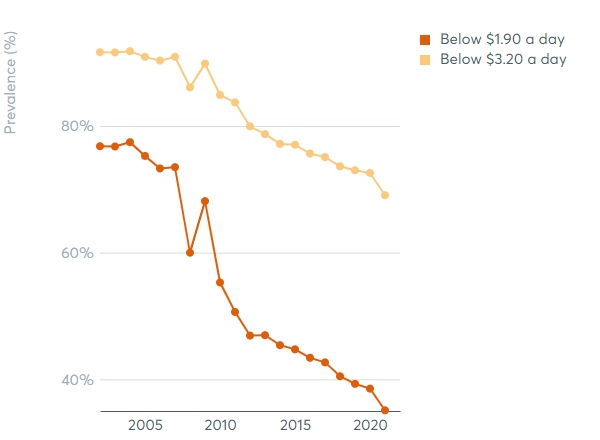 Prevalence (%)
Below $1.90 a day
Below $3.20 a day
80%
60%
40%
2005 2010 2015 2020